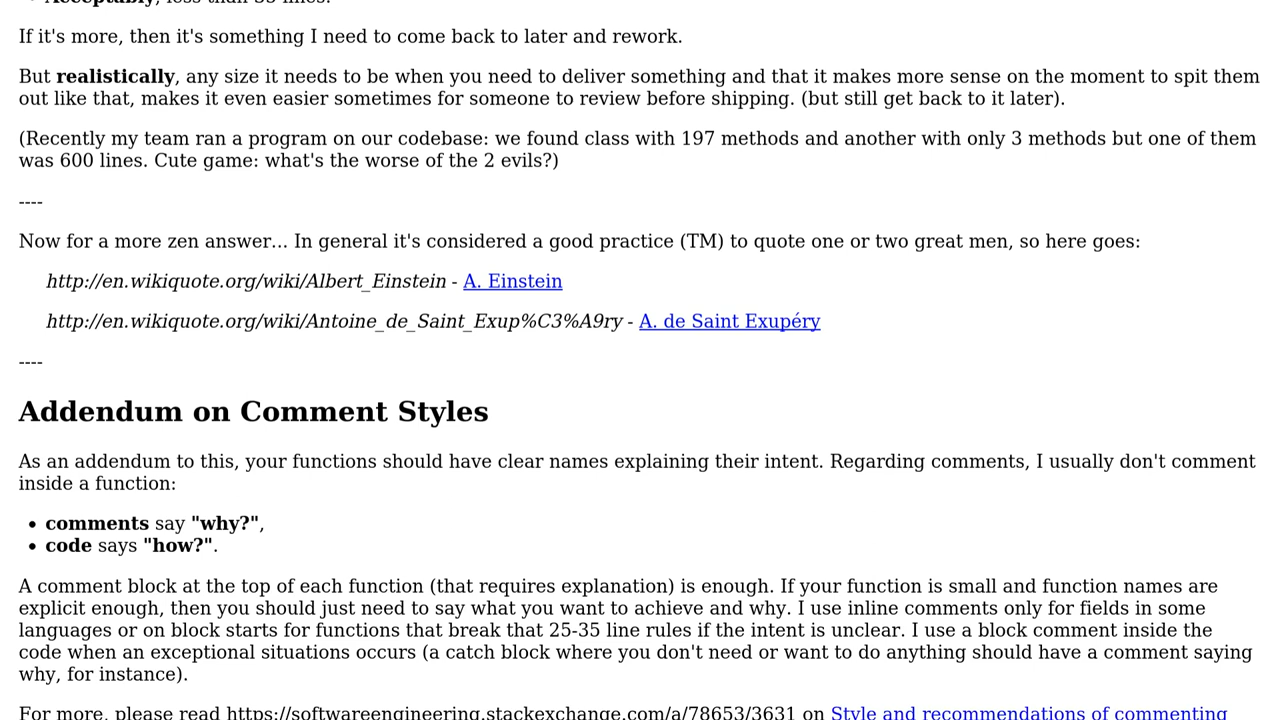 Acceptably, less than 35 lines.
If it's more, then it's something I need to come back to later and rework.
But realistically, any size it needs to be when you need to deliver something and that it makes more sense on the moment to spit them
out like that, makes it even easier sometimes for someone to review before shipping. (but still get back to it later).
(Recently my team ran a program on our codebase: we found class with 197 methods and another with only 3 methods but one of them
was 600 lines. Cute game: what's the worse of the 2 evils?)
----
Now for a more zen answer... In general it's considered a good practice (TM) to quote one or two great men, so here goes:
http://en.wikiquote.org/wiki/Albert_Einstein - A. Einstein
http://en.wikiquote.org/wiki/Antoine_de_Saint_Exup%C3%A9ry - A. de Saint Exupéry
----
Addendum on Comment Styles
As an addendum to this, your functions should have clear names explaining their intent. Regarding comments, I usually don't comment
inside a function:
• comments say "why?",
• code says "how?".
A comment block at the top of each function (that requires explanation) is enough. If your function is small and function names are
explicit enough, then you should just need to say what you want to achieve and why. I use inline comments only for fields in some
languages or on block starts for functions that break that 25-35 line rules if the intent is unclear. I use a block comment inside the
code when an exceptional situations occurs (a catch block where you don't need or want to do anything should have a comment saying
why, for instance).
For more, please read https://softwareengineering.stackexchange.com/a/78653/3631 on Style and recommendations of commenting